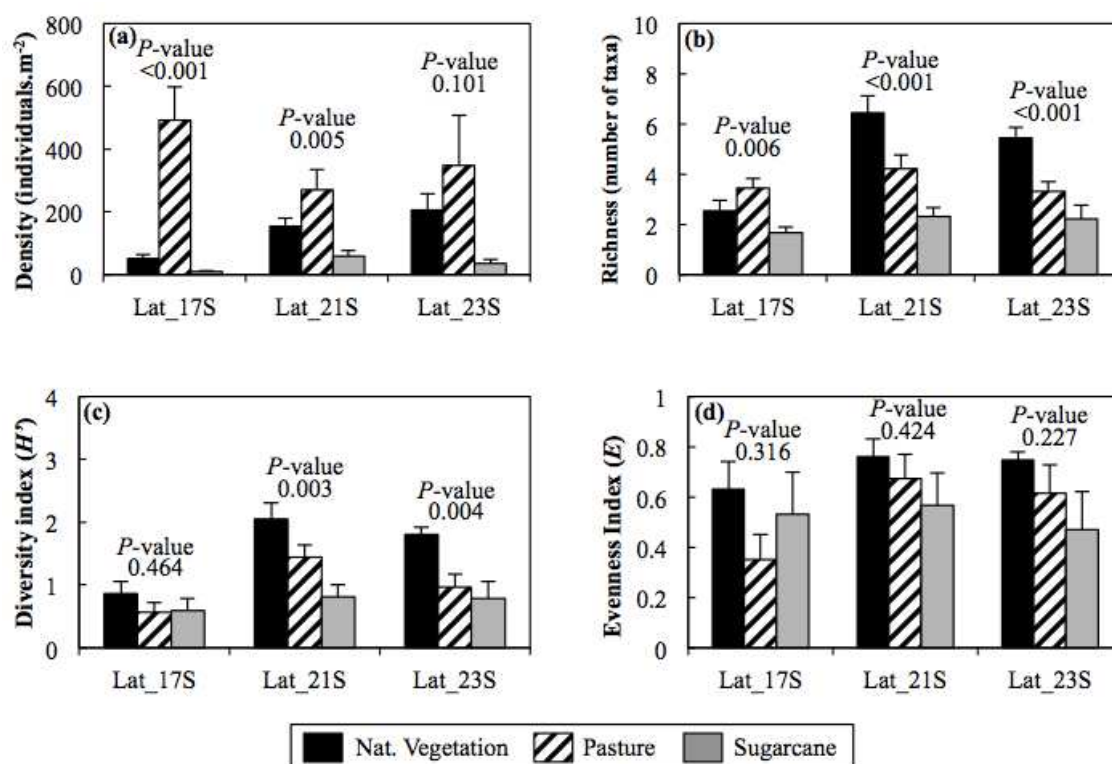 (a)
Density (individuals.m-2)
800
600
400
200
0
P-value
<0.001
P-value
0.005
P-value
0.101
Lat_17S
Lat_21S
Lat_23S
(b)
Richness (number of taxa)
10
8
6
4
2
0
P-value
0.006
P-value
<0.001
P-value
<0.001
Lat_17S
Lat_21S
Lat_23S
(c)
Diversity index (H’)
4
3
2
1
0
P-value
0.464
P-value
0.003
P-value
0.004
Lat_17S
Lat_21S
Lat_23S
(d)
Evenness Index (E)
1
0.8
0.6
0.4
0.2
0
P-value
0.316
P-value
0.424
P-value
0.227
Lat_17S
Lat_21S
Lat_23S
Nat. Vegetation
Pasture
Sugarcane